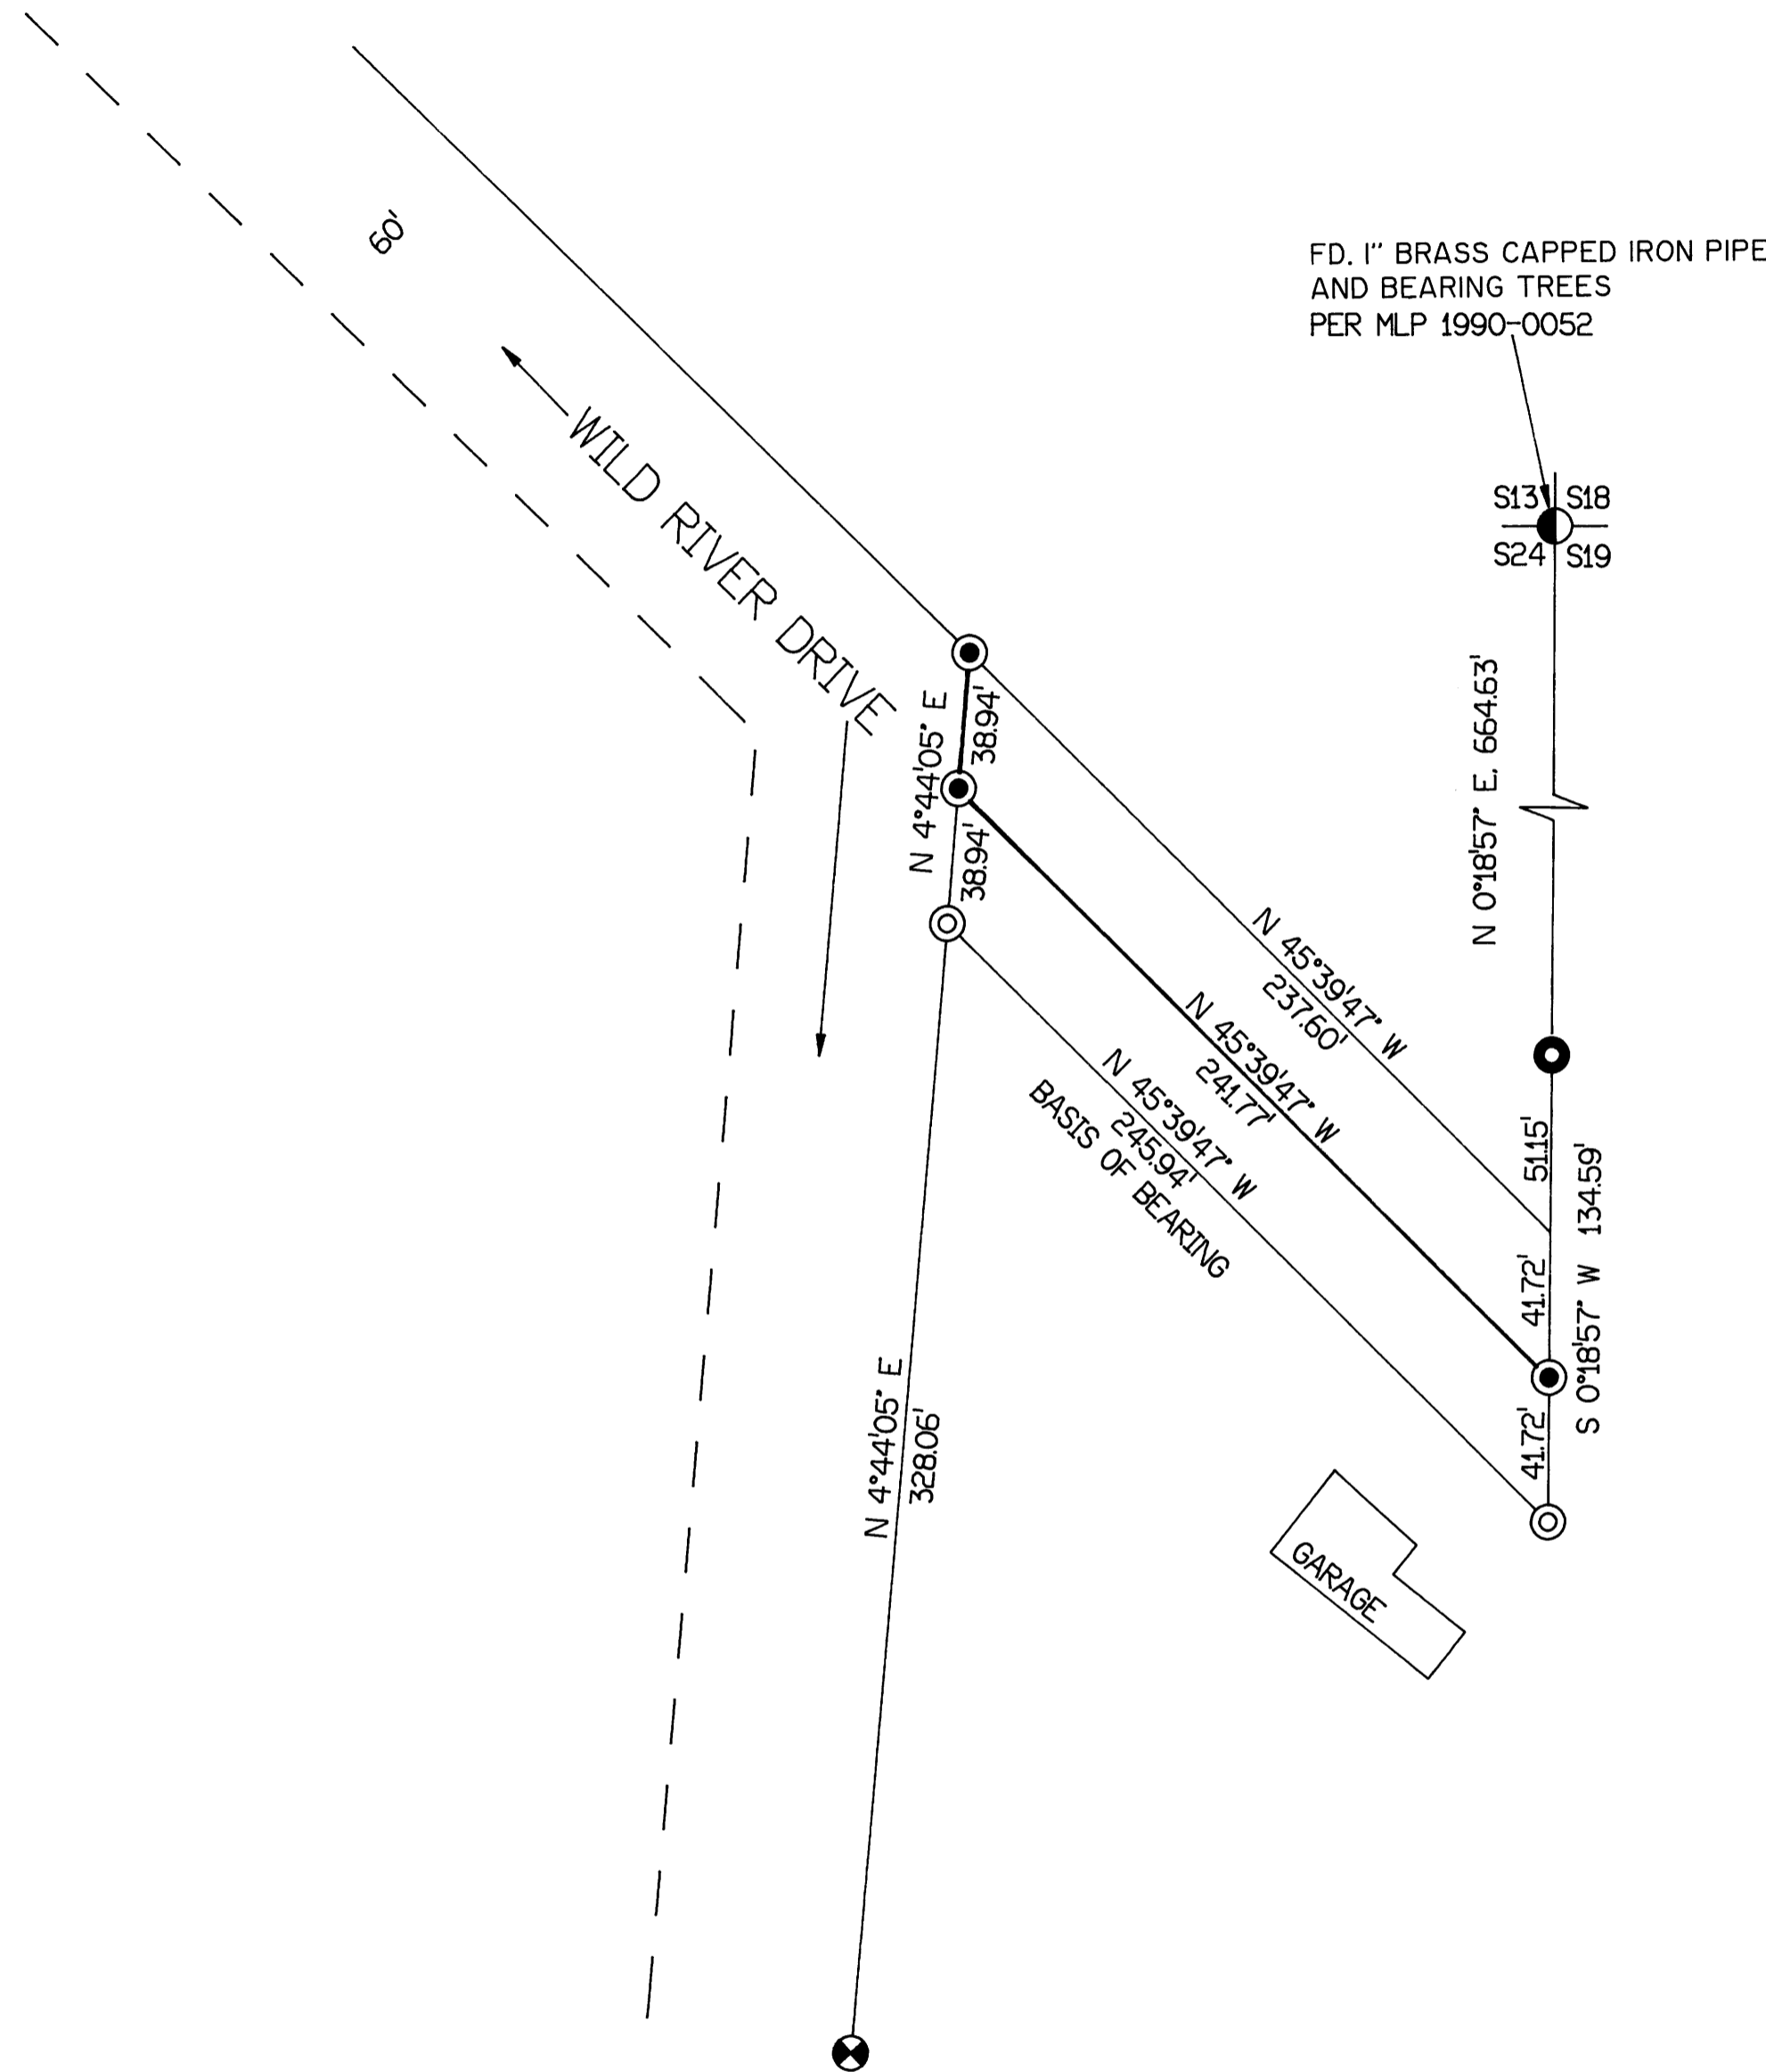 60'
WILD RIVER DRIVE
FD. 1" BRASS CAPPED IRON PIPE
AND BEARING TREES
PER MLP 1990-0052
S13 S18
S24 S19
N 0°18'57" E, 664.63'
N 4°44'05" E
38.94'
38.94'
N 45°39'47" W
237.60'
N 45°39'47" W
241.77'
N 45°39'47" W
245.94'
BASIS OF BEARING
51.15'
41.72'
41.72'
S 0°18'57" W 134.59'
N 4°44'05" E
328.06'
GARAGE